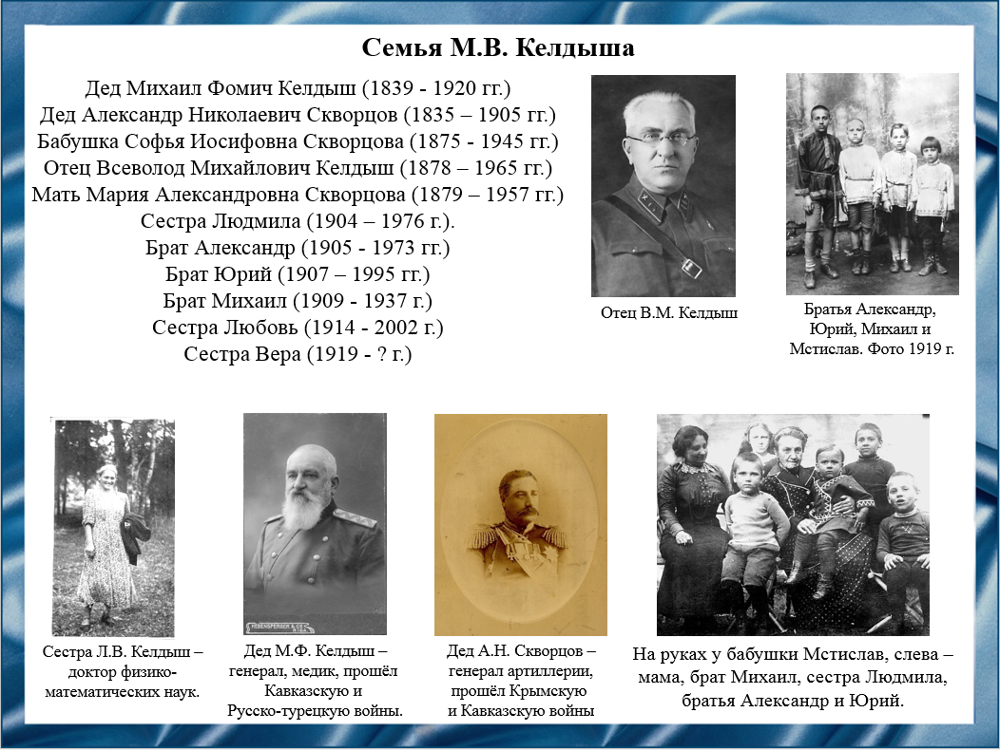 Семья М.В. Келдыша
Дед Михаил Фомич Келдыш (1839 - 1920 гг.)
Дед Александр Николаевич Скворцов (1835 – 1905 гг.)
Бабушка Софья Иосифовна Скворцова (1875 - 1945 гг.)
Отец Всеволод Михайлович Келдыш (1878 – 1965 гг.)
Мать Мария Александровна Скворцова (1879 – 1957 гг.)
Сестра Людмила (1904 – 1976 г.).
Брат Александр (1905 - 1973 гг.)
Брат Юрий (1907 – 1995 гг.)
Брат Михаил (1909 - 1937 г.)
Сестра Любовь (1914 - 2002 г.)
Сестра Вера (1919 - ? г.)
Отец В.М. Келдыш
Братья Александр,
Юрий, Михаил и
Мстислав. Фото 1919 г.
Сестра Л.В. Келдыш –
доктор физико-
математических наук.
HEBENSPERGER & CO
RIGA
Дед М.Ф. Келдыш –
генерал, медик, прошёл
Кавказскую и
Русско-турецкую войны.
Дед А.Н. Скворцов –
генерал артиллерии,
прошёл Крымскую
и Кавказскую войны
На руках у бабушки Мстислав, слева –
мама, брат Михаил, сестра Людмила,
братья Александр и Юрий.